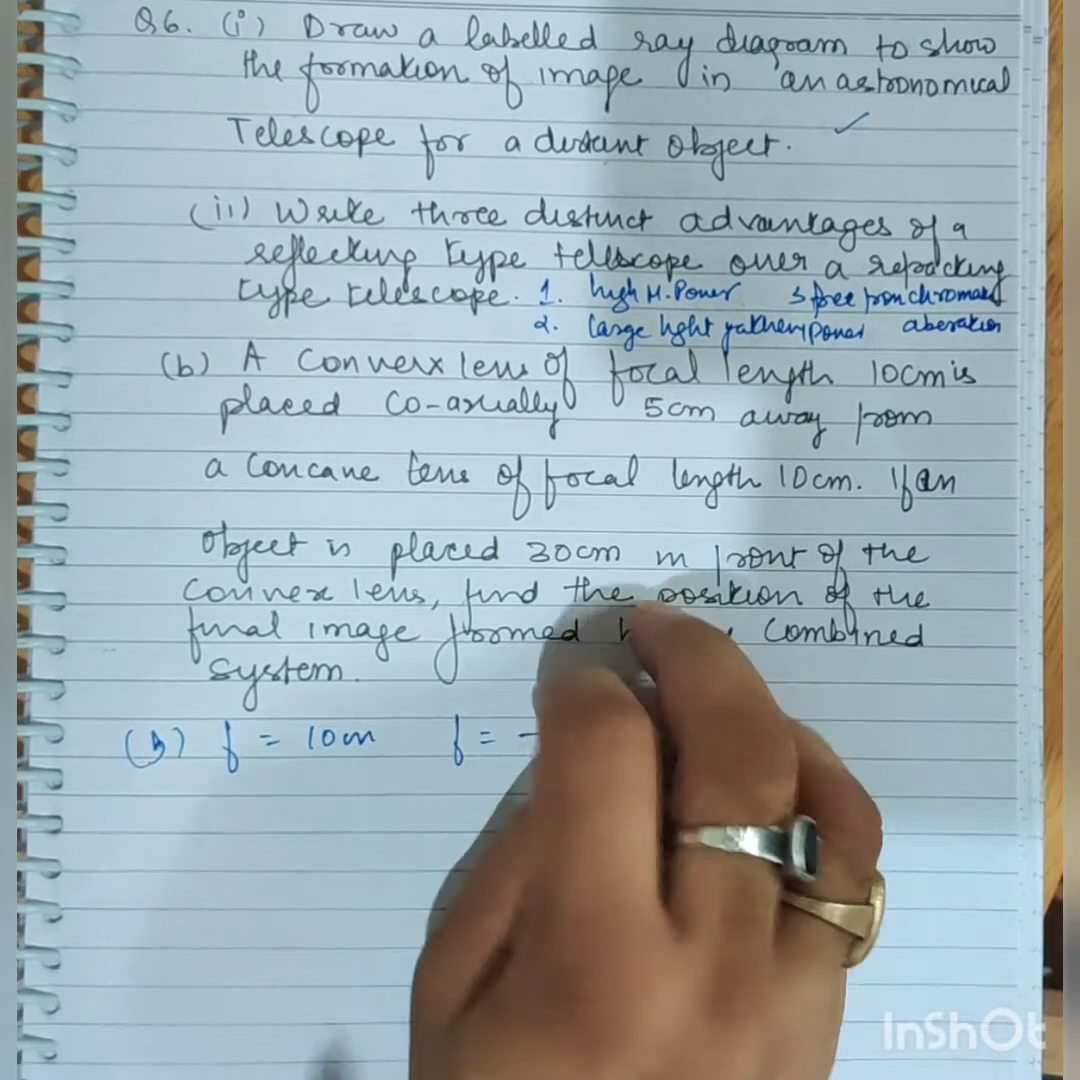 Q6. (i) Draw a labelled ray diagram to show
the formation of image in an astronomical
Telescope for a distant object.
(ii) Write three distinct advantages of a
reflecting type telescope over a refracting
type telescope. 1. high M. Power 3 free from chromatic
2. large light gathering power aberation
(b) A Convex lens of focal length 10cm is
placed co-axially 5cm away from
a Concave lens of focal length 10cm. If an
object is placed 30cm in front of the
Convex lens, find the position of the
final image formed combined
system.
(b) f = 10cm f = -
InShOt